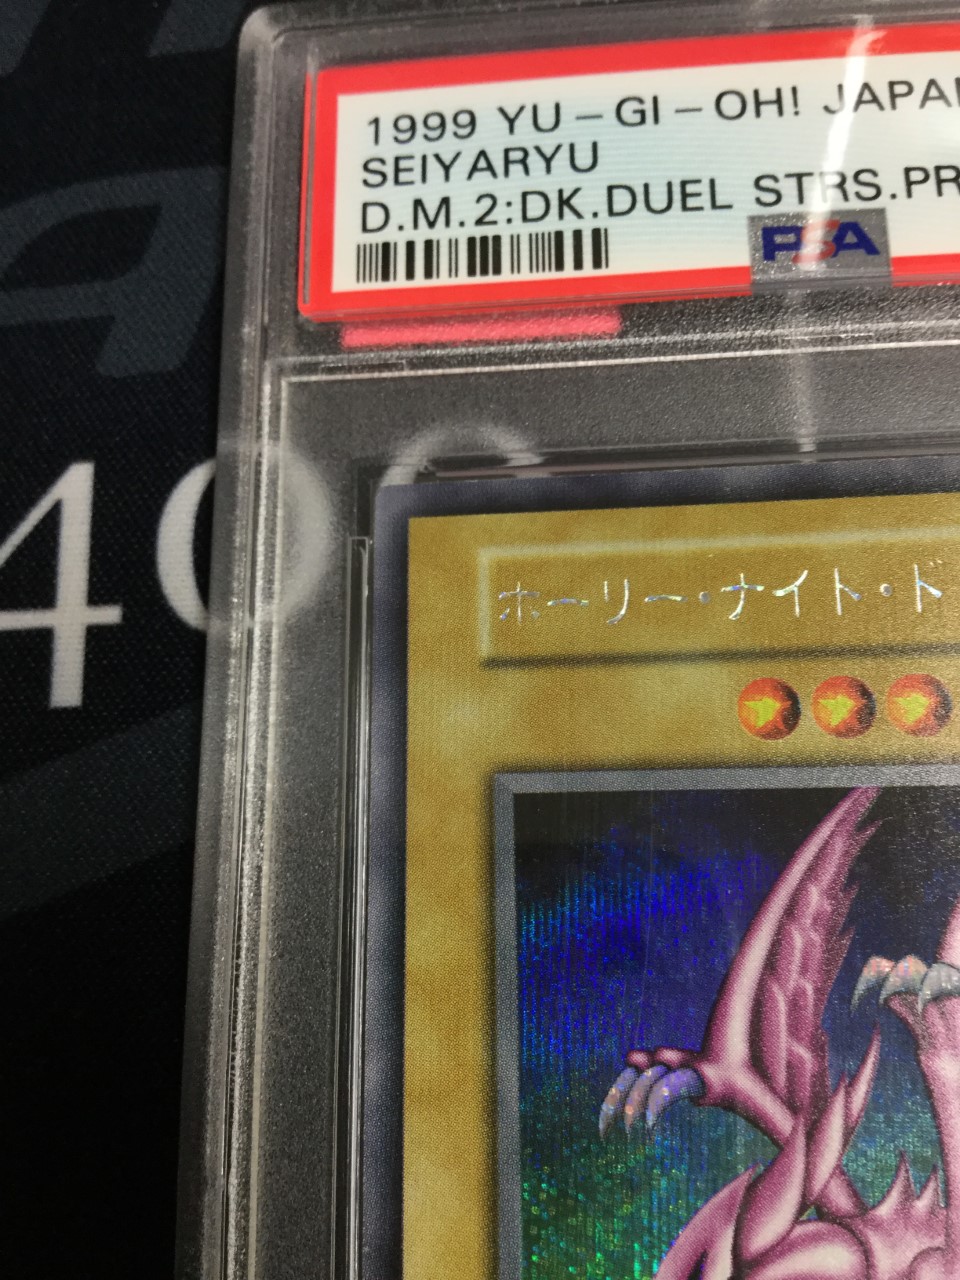 1999 YU-GI-OH! JAPAN
SEIYARYU
D.M.2:DK.DUEL STRS.PR
PSA
49
ホーリー・ナイト・ド